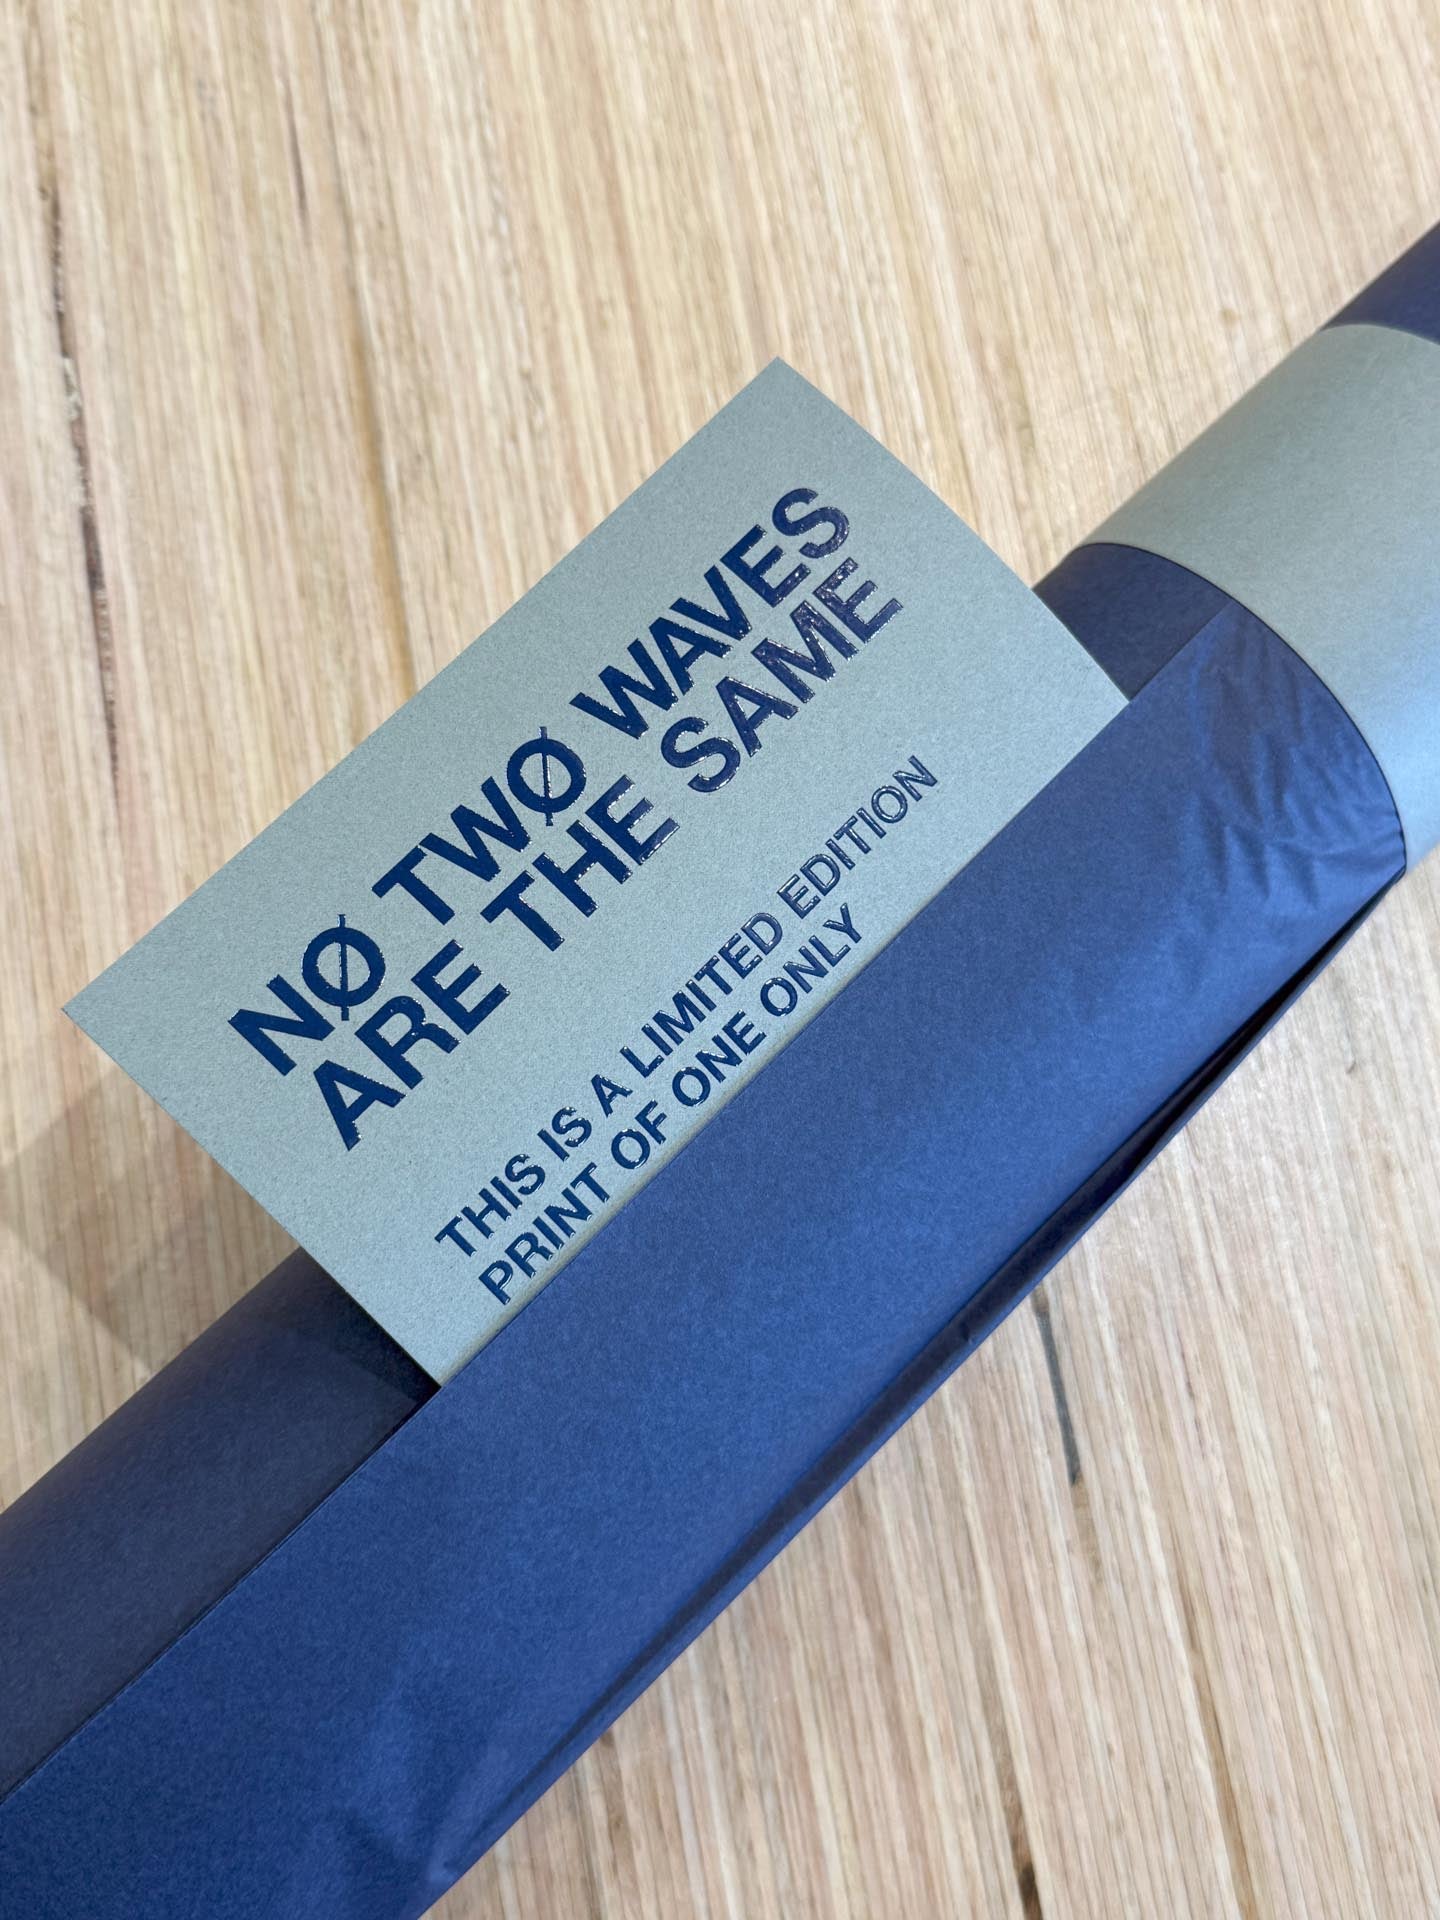 NØ TWØ WAVES
ARE THE SAME
THIS IS A LIMITED EDITION
PRINT OF ONE ONLY